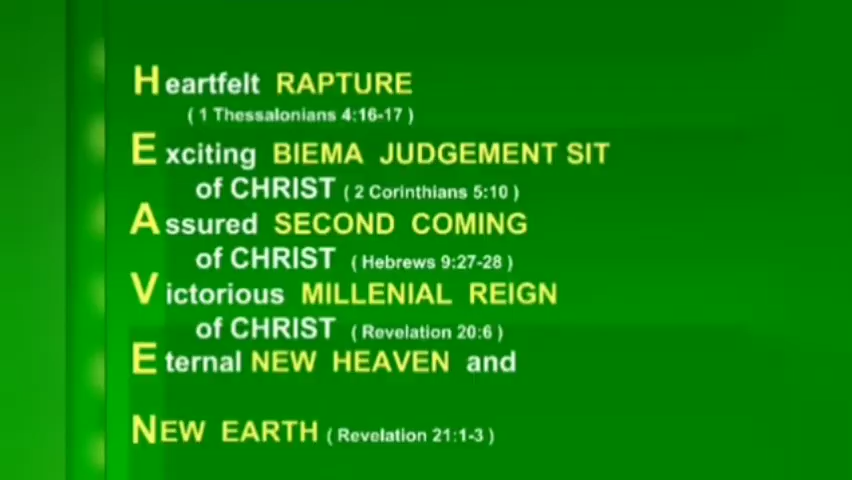 Heartfelt RAPTURE
( 1 Thessalonians 4:16-17 )
Exciting BIEMA JUDGEMENT SIT
of CHRIST ( 2 Corinthians 5:10 )
Assured SECOND COMING
of CHRIST ( Hebrews 9:27-28 )
Victorious MILLENIAL REIGN
of CHRIST ( Revelation 20:6 )
Eternal NEW HEAVEN and
NEW EARTH ( Revelation 21:1-3 )